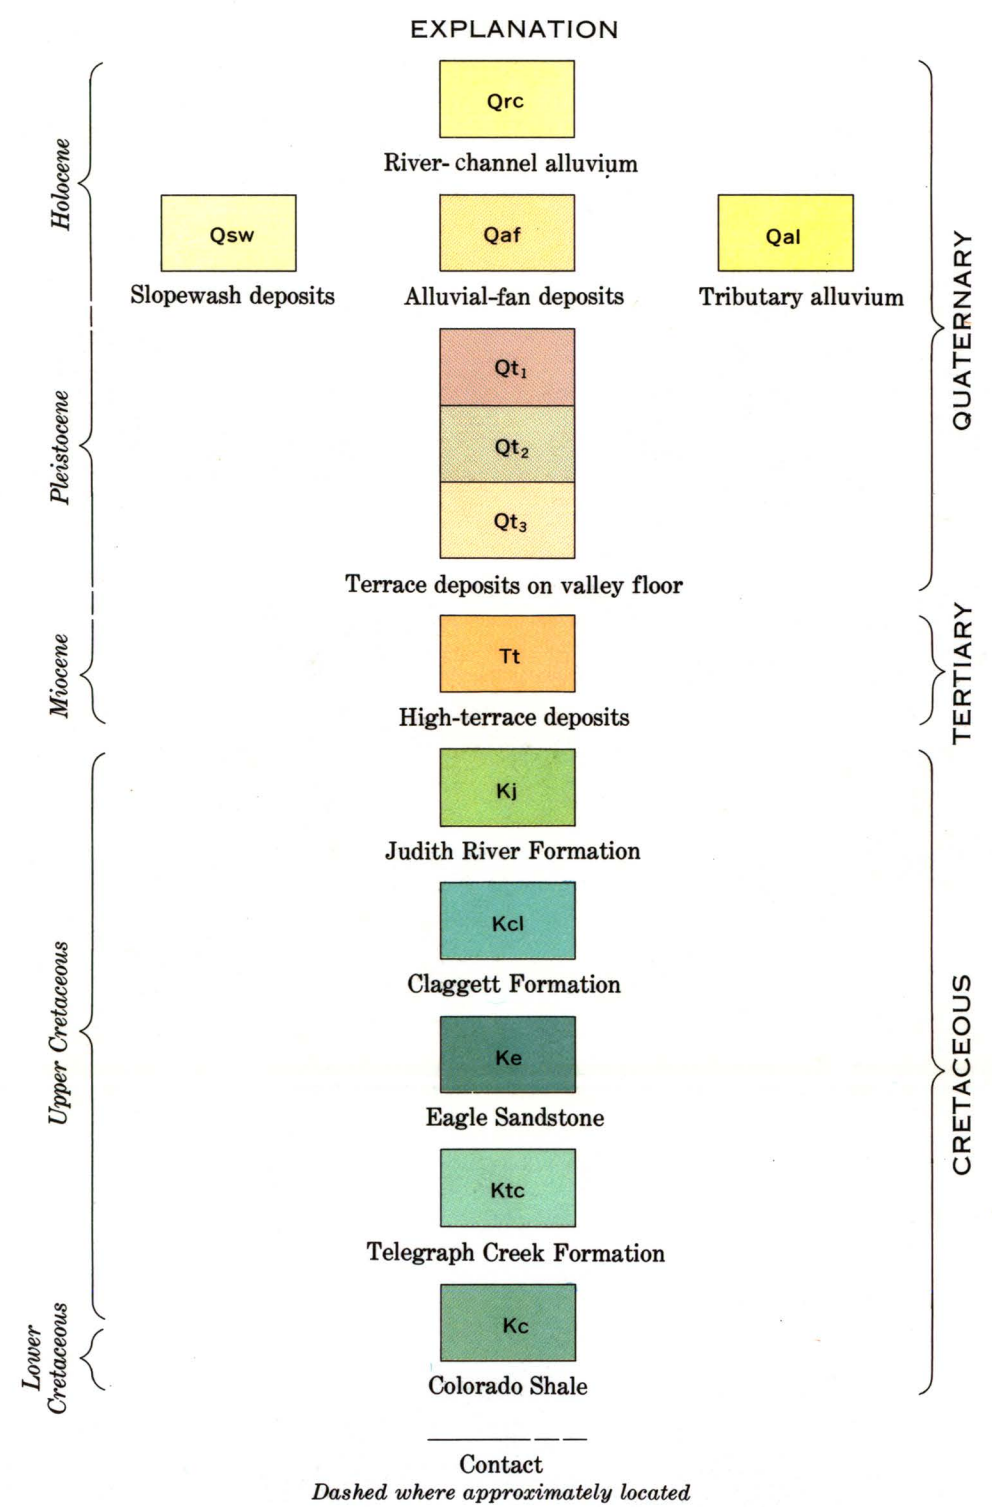 EXPLANATION
Qrc
River-channel alluvium
Holocene
Qsw
Qaf
Qal
Slopewash deposits
Alluvial-fan deposits
Tributary alluvium
QUATERNARY
Qt₁
Pleistocene
Qt₂
Qt₃
Terrace deposits on valley floor
Miocene
Tt
TERTIARY
High-terrace deposits
Kj
Judith River Formation
Kcl
Claggett Formation
Upper Cretaceous
Ke
CRETACEOUS
Eagle Sandstone
Ktc
Telegraph Creek Formation
Kc
Lower
Cretaceous
Colorado Shale
Contact
Dashed where approximately located